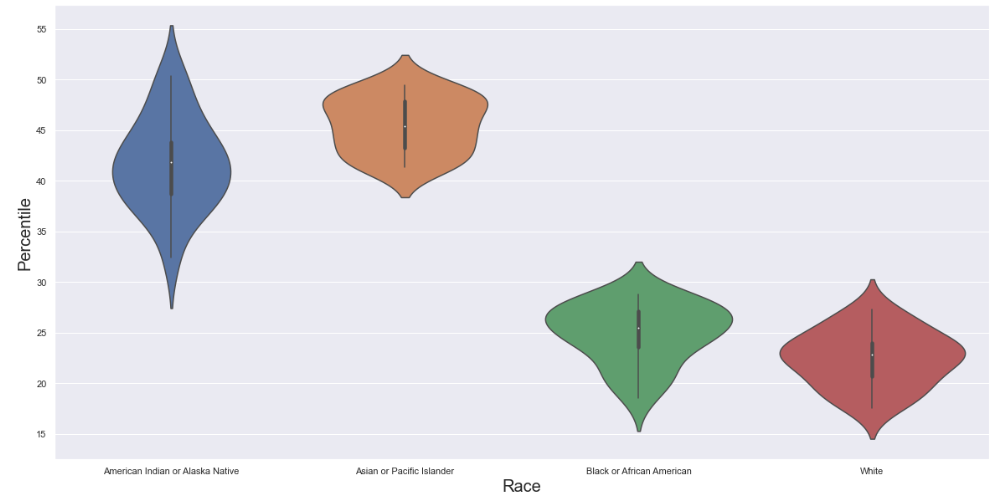 Percentile
55
50
45
40
35
30
25
20
15
American Indian or Alaska Native
Asian or Pacific Islander
Black or African American
White
Race